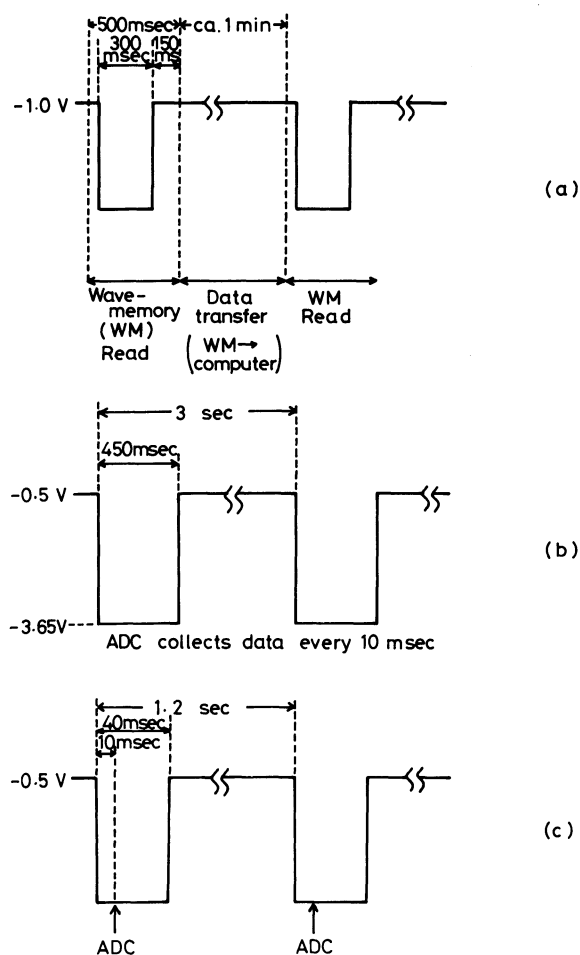 500msec
ca. 1 min
300 msec
150 ms
-1.0 V
(a)
Wave-
memory
(WM)
Read
Data
transfer
(WM→
computer)
WM
Read
3 sec
450msec
-0.5 V
(b)
-3.65V
ADC collects data every 10 msec
1.2 sec
40msec
10msec
-0.5 V
(c)
ADC
ADC